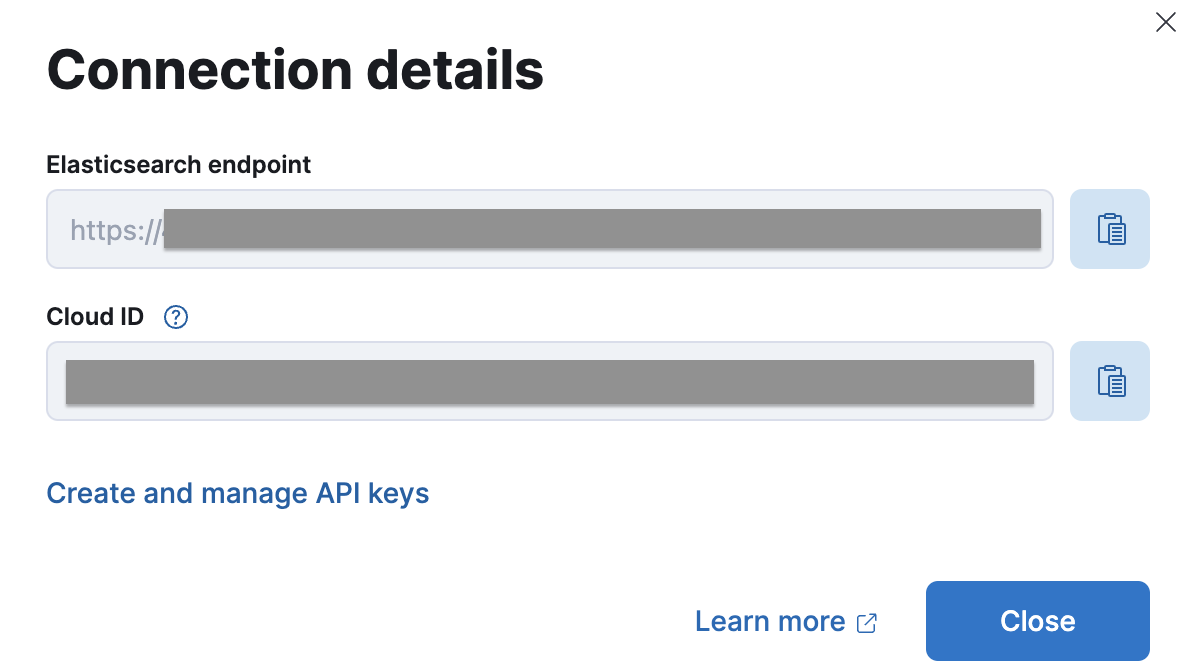 Connection details
Elasticsearch endpoint
https://
Cloud ID
Create and manage API keys
Learn more
Close